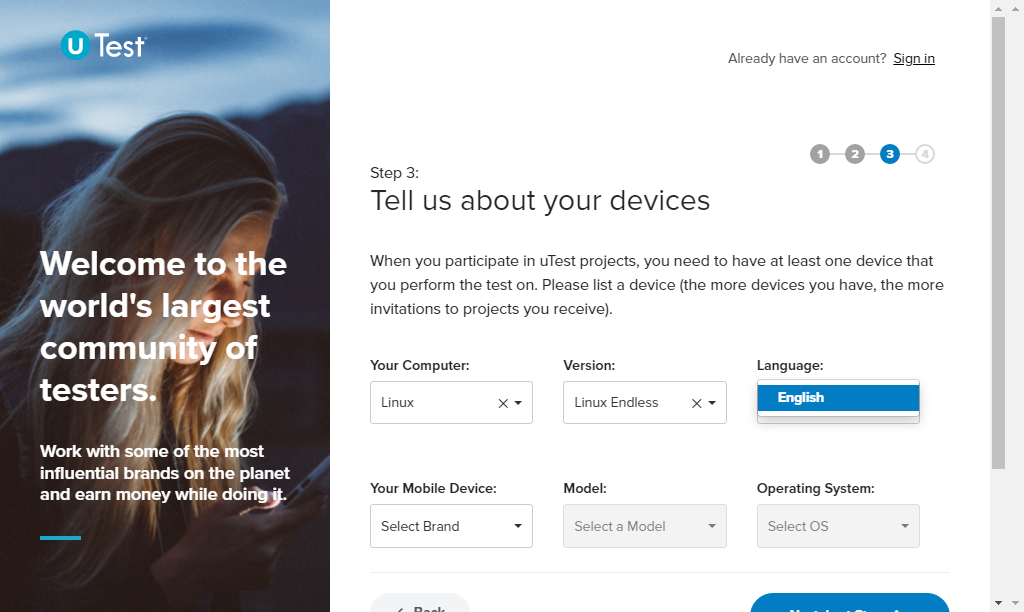 U Test
Already have an account? Sign in
1 2 3 4
Step 3:
Tell us about your devices
Welcome to the
world's largest
community of
testers.
Work with some of the most
influential brands on the planet
and earn money while doing it.
When you participate in uTest projects, you need to have at least one device that
you perform the test on. Please list a device (the more devices you have, the more
invitations to projects you receive).
Your Computer: Version: Language:
Linux Linux Endless English
Your Mobile Device: Model: Operating System:
Select Brand Select a Model Select OS
Back